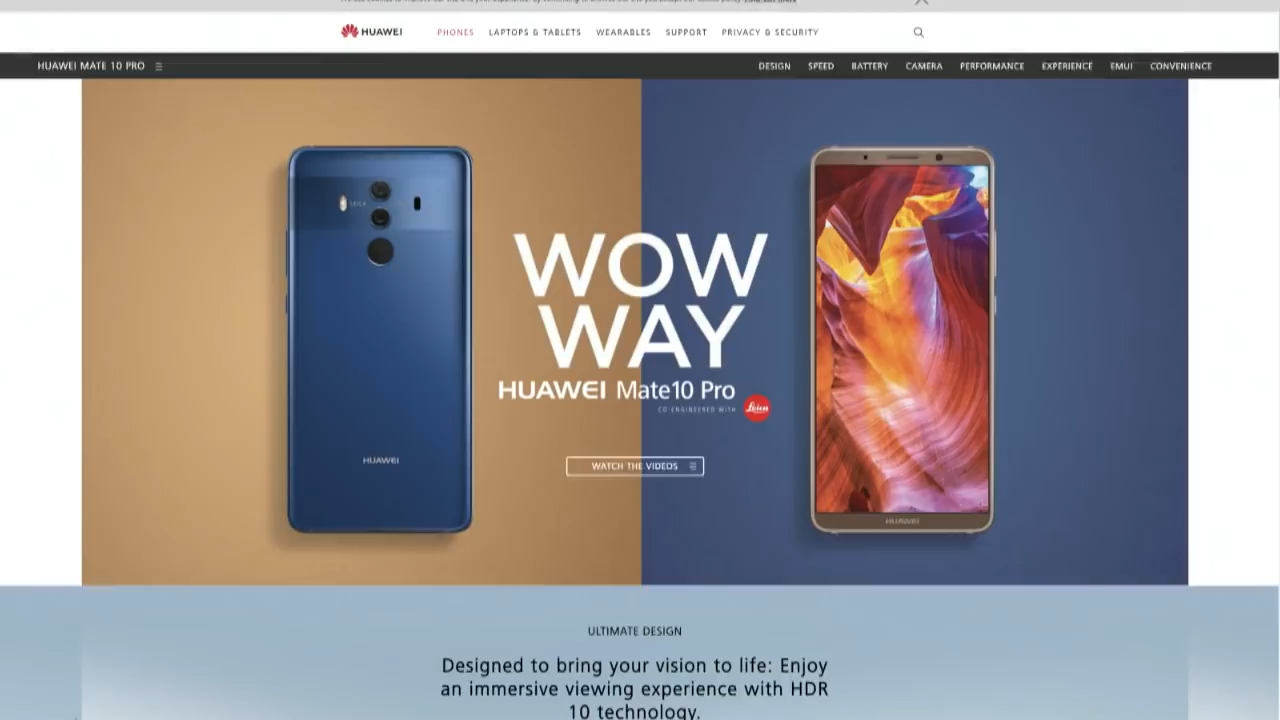 HUAWEI
PHONES LAPTOPS & TABLETS WEARABLES SUPPORT PRIVACY & SECURITY
HUAWEI MATE 10 PRO
DESIGN SPEED BATTERY CAMERA PERFORMANCE EXPERIENCE EMUI CONVENIENCE
LEICA
WOW
WAY
HUAWEI Mate10 Pro
CO-ENGINEERED WITH Leica
HUAWEI
WATCH THE VIDEOS
HUAWEI
ULTIMATE DESIGN
Designed to bring your vision to life: Enjoy
an immersive viewing experience with HDR
10 technology.